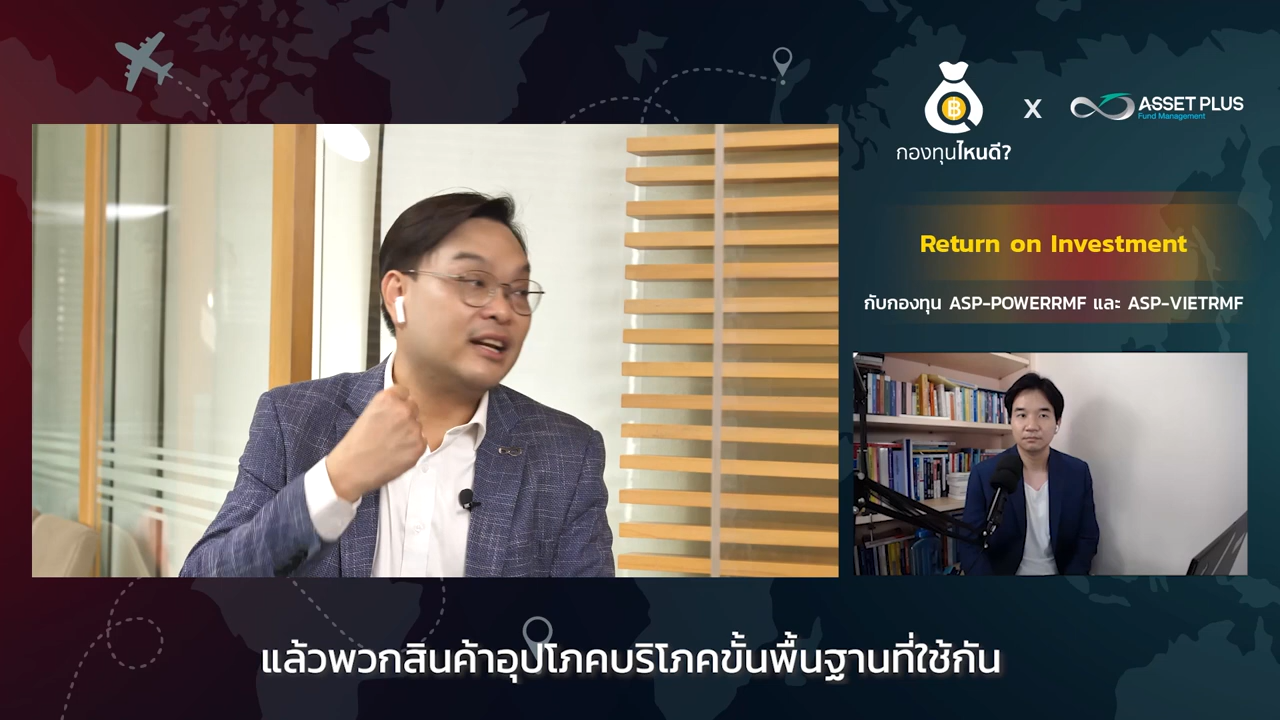 กองทุนไหนดี?
X
ASSET PLUS
Fund Management
Return on Investment
กับกองทุน ASP-POWERRMF และ ASP-VIETRMF
แล้วพวกสินค้าอุปโภคบริโภคขั้นพื้นฐานที่ใช้กัน